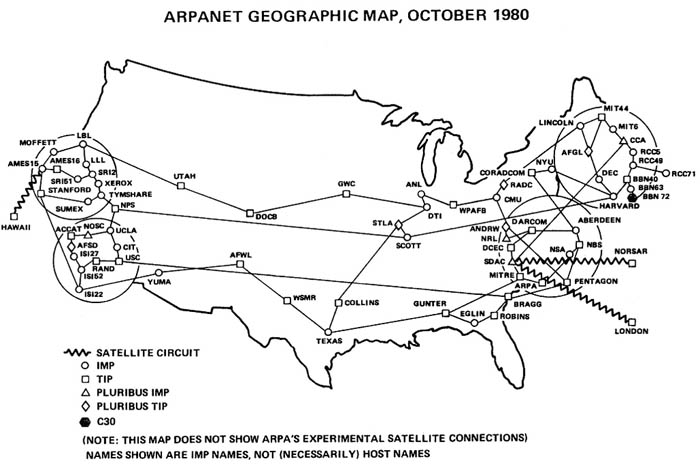 ARPANET GEOGRAPHIC MAP, OCTOBER 1980
MOFFETT
LBL
AMES15
AMES16
LLL
SRI2
SRI51
XEROX
STANFORD
TYMSHARE
SUMEX
NPS
HAWAII
ACCAT
NOSC
UCLA
AFSD
CIT
ISI27
RAND
USC
ISI52
ISI22
UTAH
DOCB
GWC
YUMA
AFWL
WSMR
TEXAS
COLLINS
STLA
SCOTT
ANL
DTI
WPAFB
CMU
GUNTER
EGLIN
ROBINS
BRAGG
LINCOLN
MIT44
MIT6
CCA
RCC5
RCC49
RCC71
AFGL
DEC
BBN40
BBN63
BBN 72
HARVARD
NYU
CORADCOM
RADC
ABERDEEN
DARCOM
ANDRW
NRL
DCEC
NSA
NBS
SDAC
NORSAR
MITRE
ARPA
PENTAGON
LONDON
SATELLITE CIRCUIT
IMP
TIP
PLURIBUS IMP
PLURIBUS TIP
C30
(NOTE: THIS MAP DOES NOT SHOW ARPA'S EXPERIMENTAL SATELLITE CONNECTIONS)
NAMES SHOWN ARE IMP NAMES, NOT (NECESSARILY) HOST NAMES